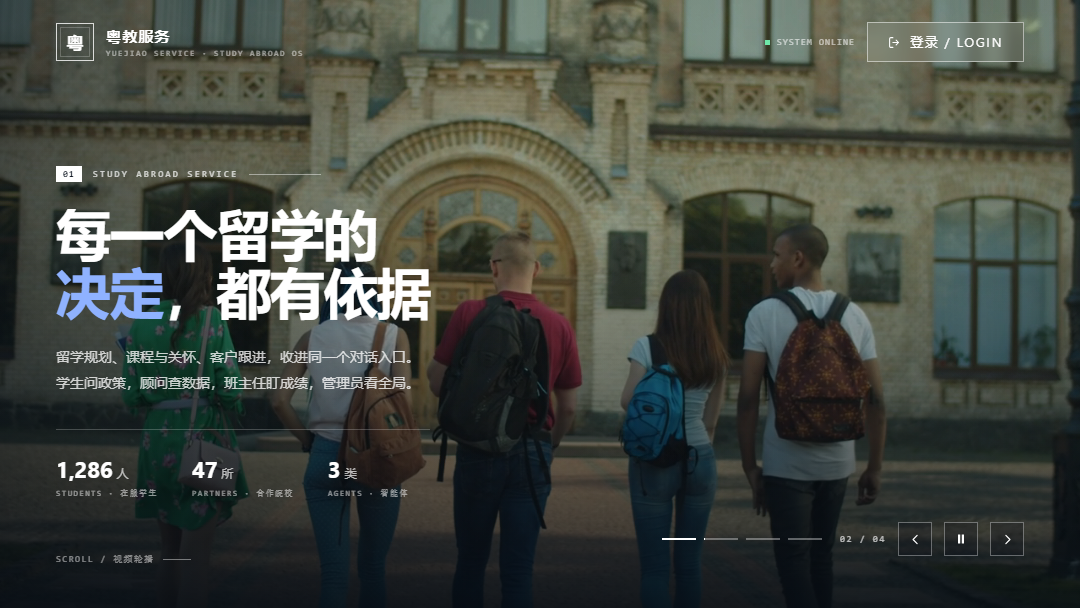 粤
粤教服务
YUEJIAO SERVICE · STUDY ABROAD OS
SYSTEM ONLINE
登录 / LOGIN
01
STUDY ABROAD SERVICE
每一个留学的
决定，都有依据
留学规划、课程与关怀、客户跟进，收进同一个对话入口。
学生问政策，顾问查数据，班主任盯成绩，管理员看全局。
1,286 人
STUDENTS · 在服学生
47 所
PARTNERS · 合作院校
3 类
AGENTS · 智能体
02 / 04
SCROLL / 视频轮播